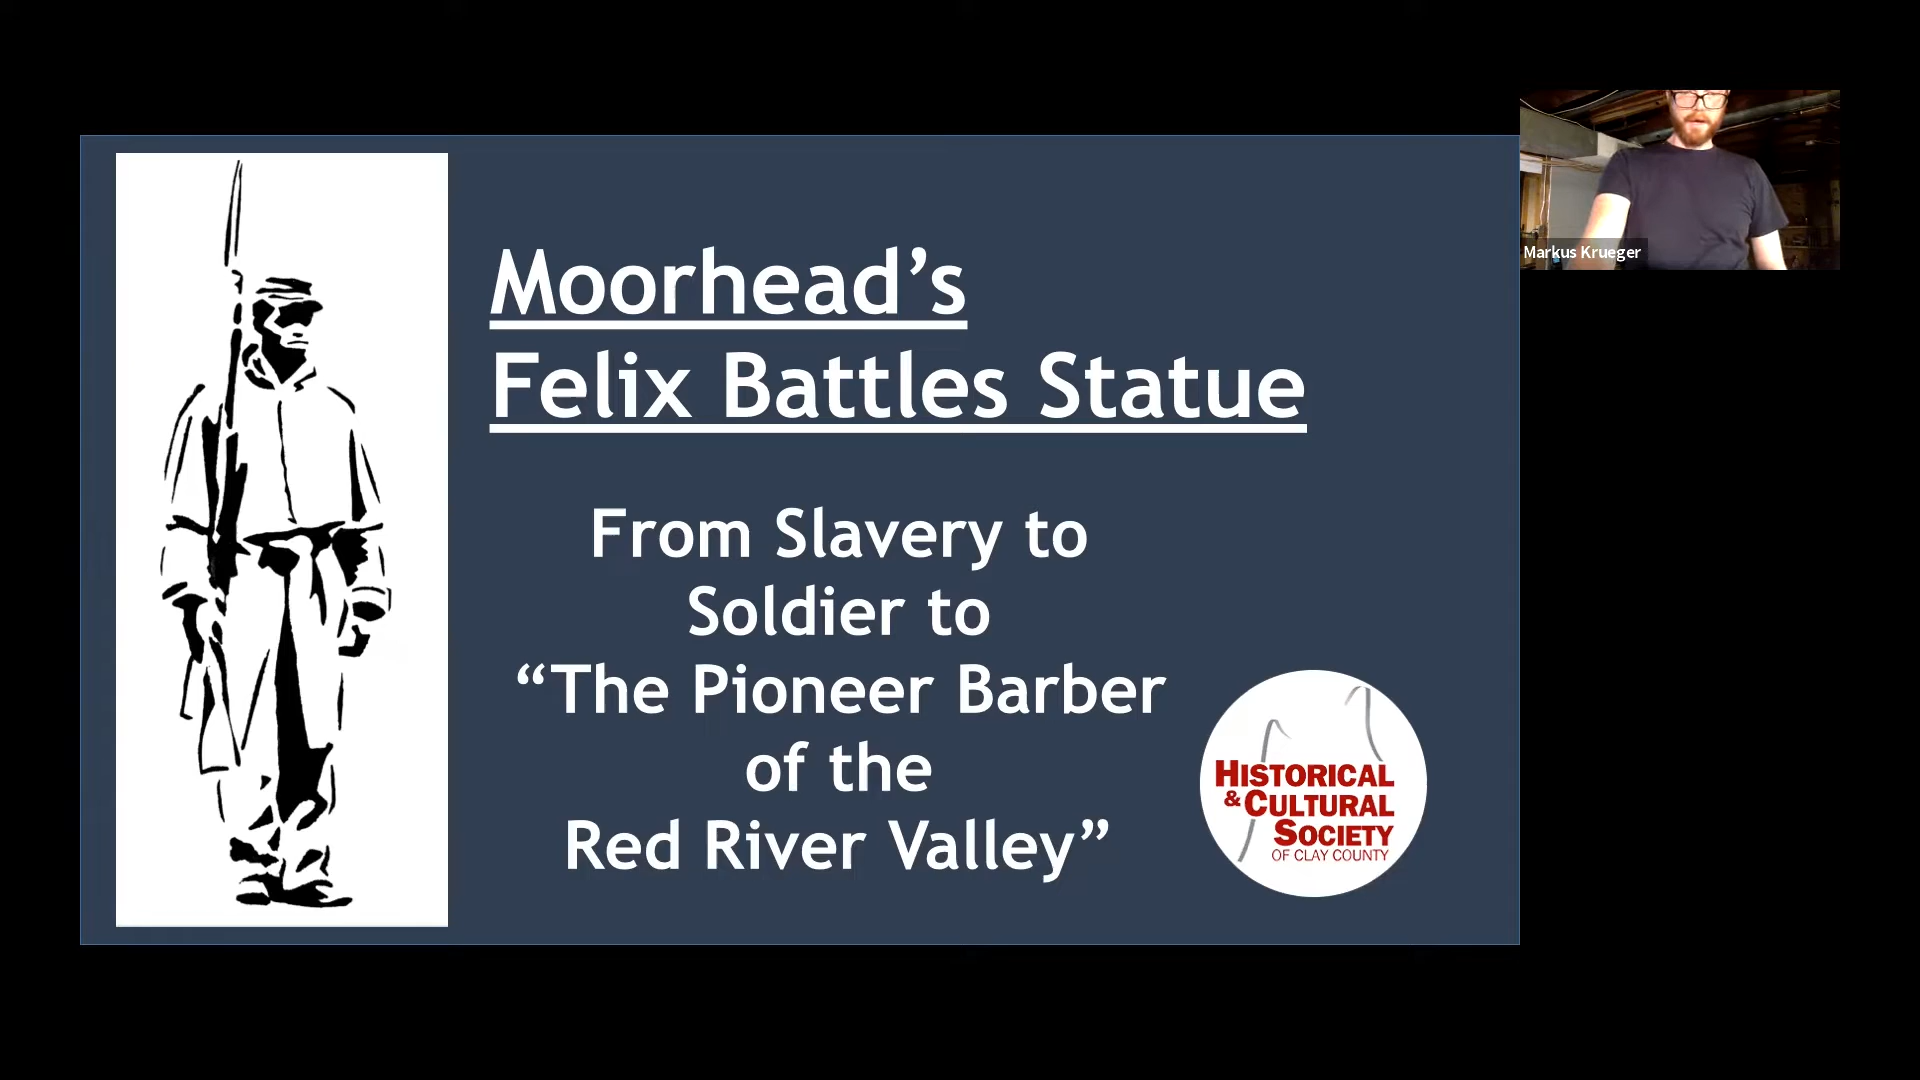 Moorhead’s
Felix Battles Statue
From Slavery to
Soldier to
“The Pioneer Barber
of the
Red River Valley”
HISTORICAL
& CULTURAL
SOCIETY
OF CLAY COUNTY
Markus Krueger